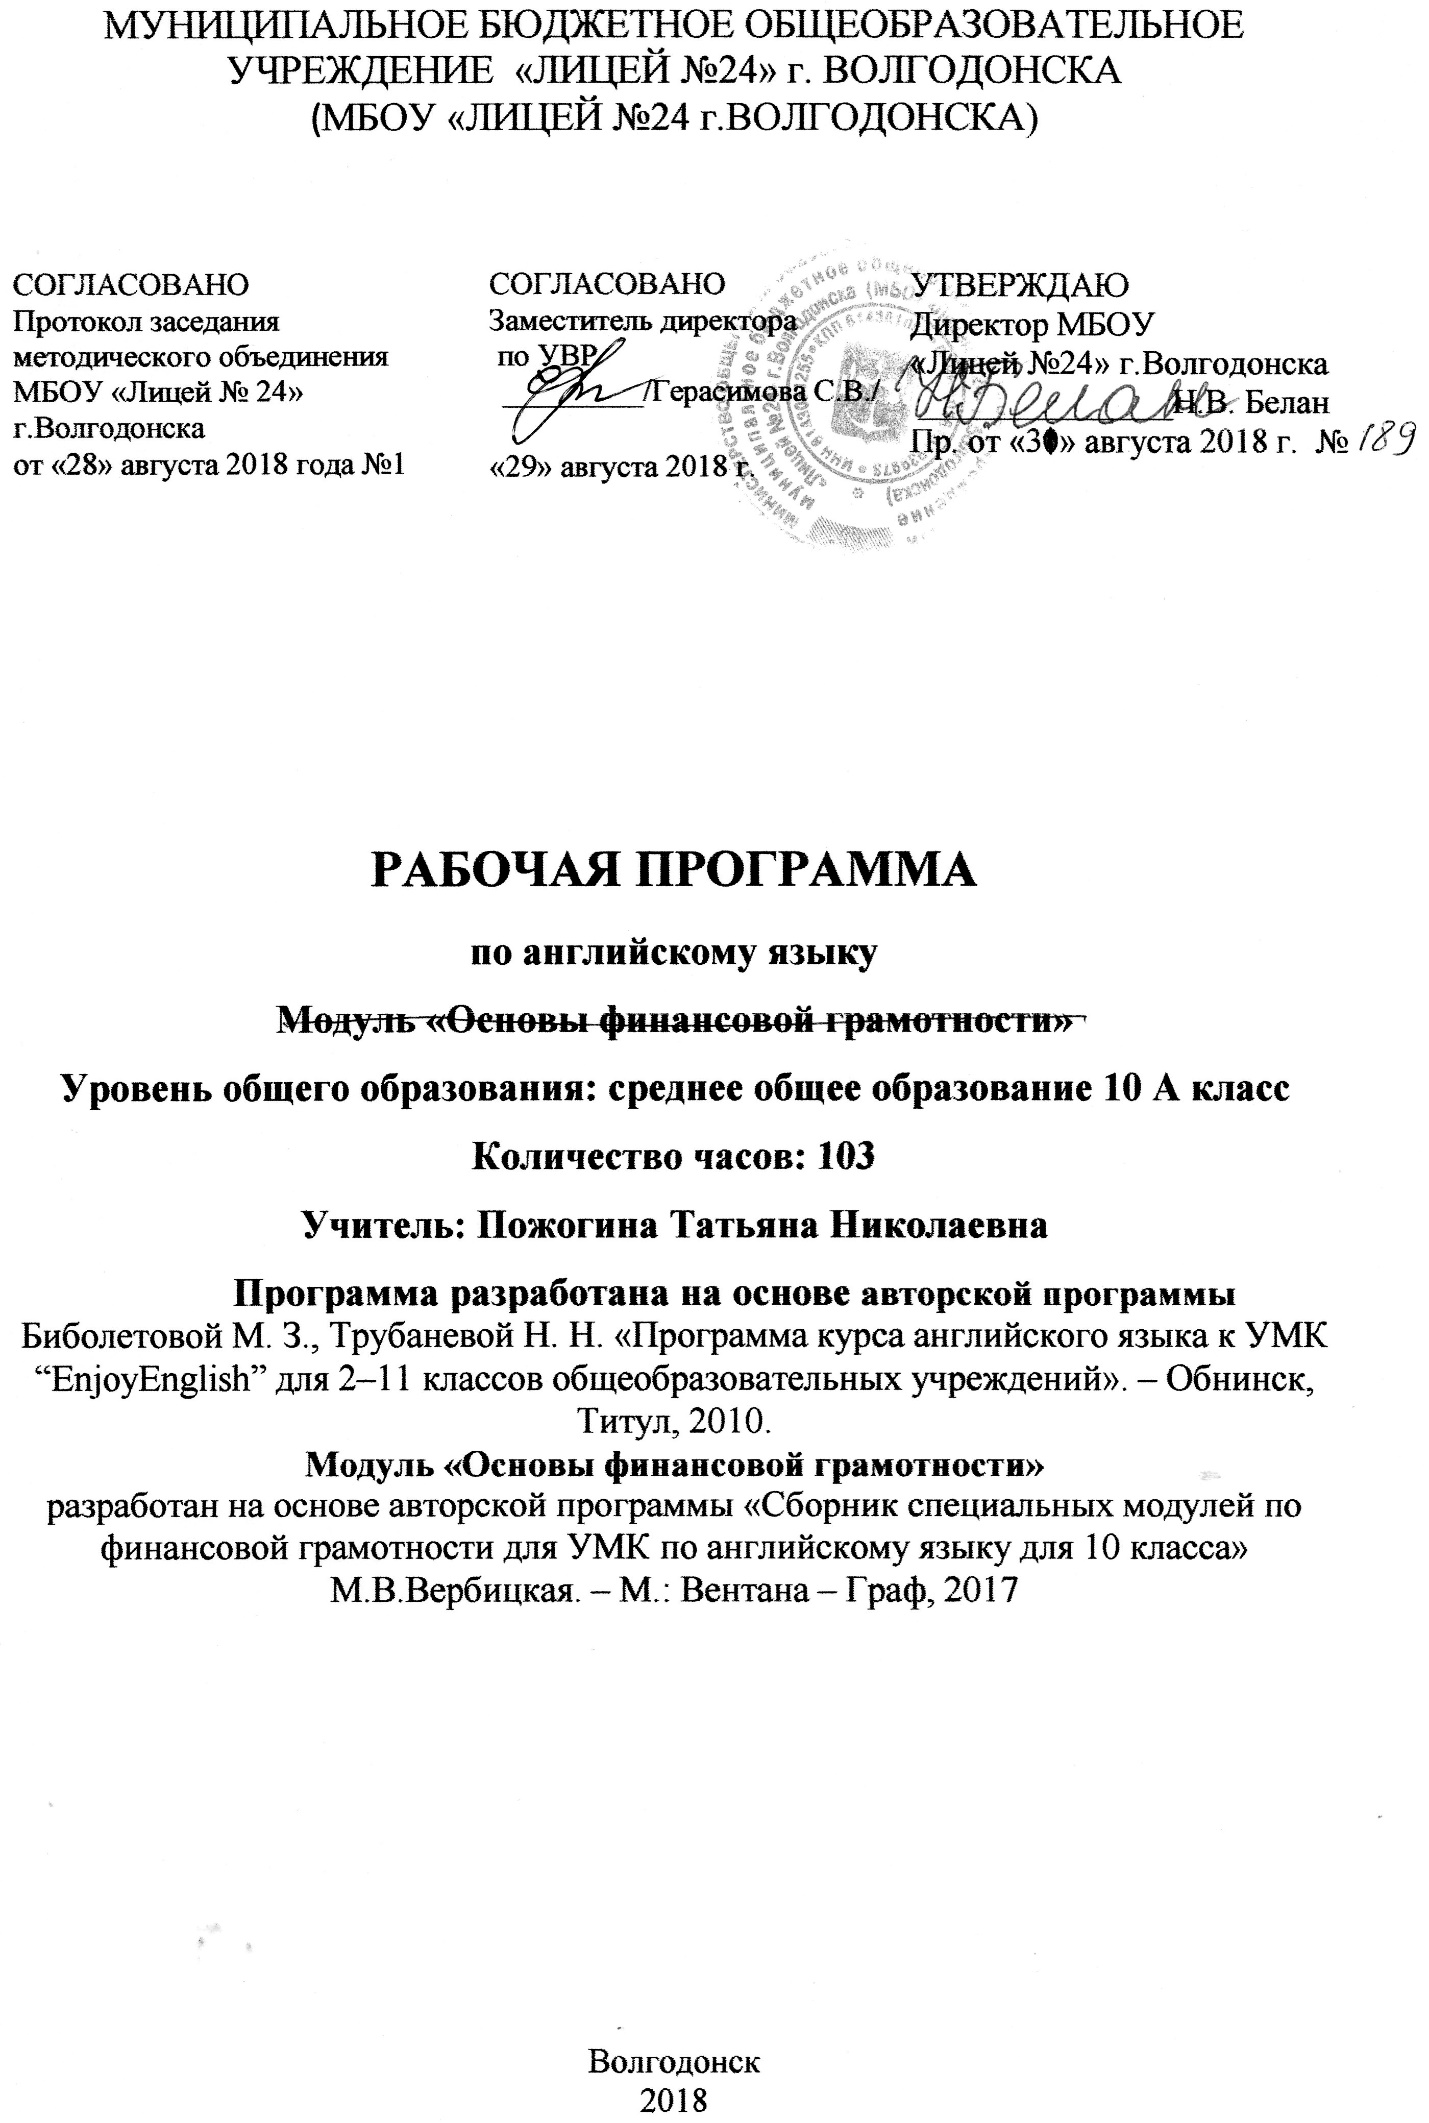 МУНИЦИПАЛЬНОЕ БЮДЖЕТНОЕ ОБЩЕОБРАЗОВАТЕЛЬНОЕ
УЧРЕЖДЕНИЕ «ЛИЦЕЙ №24» г. ВОЛГОДОНСКА
(МБОУ «ЛИЦЕЙ №24 г.ВОЛГОДОНСКА)
СОГЛАСОВАНО
Протокол заседания
методического объединения
МБОУ «Лицей № 24»
г.Волгодонска
от «28» августа 2018 года №1
СОГЛАСОВАНО
Заместитель директора
по УВР
/Герасимова С.В./
«29» августа 2018 г.
УТВЕРЖДАЮ
Директор МБОУ
«Лицей №24» г.Волгодонска
Н.В. Белан
Пр. от «30» августа 2018 г. № 189
РАБОЧАЯ ПРОГРАММА
по английскому языку
Модуль «Основы финансовой грамотности»
Уровень общего образования: среднее общее образование 10 А класс
Количество часов: 103
Учитель: Пожогина Татьяна Николаевна
Программа разработана на основе авторской программы
Биболетовой М. З., Трубаневой Н. Н. «Программа курса английского языка к УМК
“EnjoyEnglish” для 2–11 классов общеобразовательных учреждений». – Обнинск,
Титул, 2010.
Модуль «Основы финансовой грамотности»
разработан на основе авторской программы «Сборник специальных модулей по
финансовой грамотности для УМК по английскому языку для 10 класса»
М.В.Вербицкая. – М.: Вентана – Граф, 2017
Волгодонск
2018